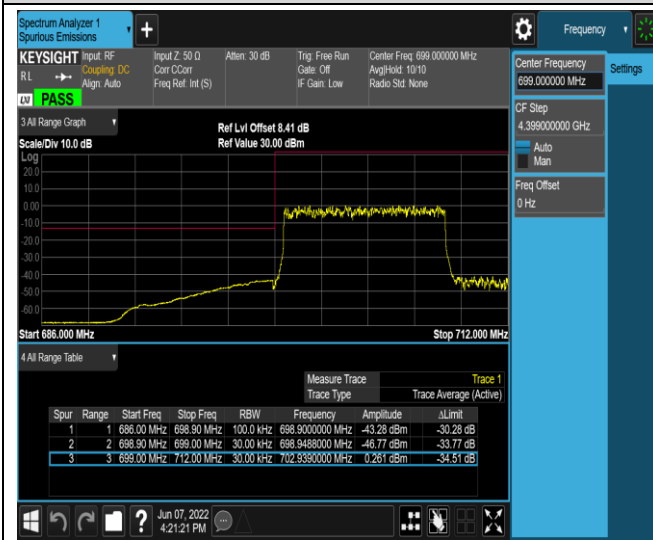 Spectrum Analyzer 1
Spurious Emissions
Frequency
KEYSIGHT Input: RF Input Z: 50 Ω Atten: 30 dB Trig: Free Run Center Freq: 699.000000 MHz
RL Coupling: DC Corr CCorr Gate: Off Avg|Hold: 10/10
Align: Auto Freq Ref: Int (S) IF Gain: Low Radio Std: None
LXI PASS
Center Frequency
699.000000 MHz
Settings
CF Step
4.399000000 GHz
Auto
Man
Freq Offset
0 Hz
3 All Range Graph
Ref Lvl Offset 8.41 dB
Scale/Div 10.0 dB Ref Value 30.00 dBm
Log
20.0
10.0
0.00
-10.0
-20.0
-30.0
-40.0
-50.0
-60.0
Start 686.000 MHz Stop 712.000 MHz
4 All Range Table
Measure Trace Trace 1
Trace Type Trace Average (Active)
Spur Range Start Freq Stop Freq RBW Frequency Amplitude ΔLimit
1 1 686.00 MHz 698.90 MHz 100.0 kHz 698.9000000 MHz -43.28 dBm -30.28 dB
2 2 698.90 MHz 699.00 MHz 30.00 kHz 698.9488000 MHz -46.77 dBm -33.77 dB
3 3 699.00 MHz 712.00 MHz 30.00 kHz 702.9390000 MHz 0.261 dBm -34.51 dB
Jun 07, 2022
4:21:21 PM